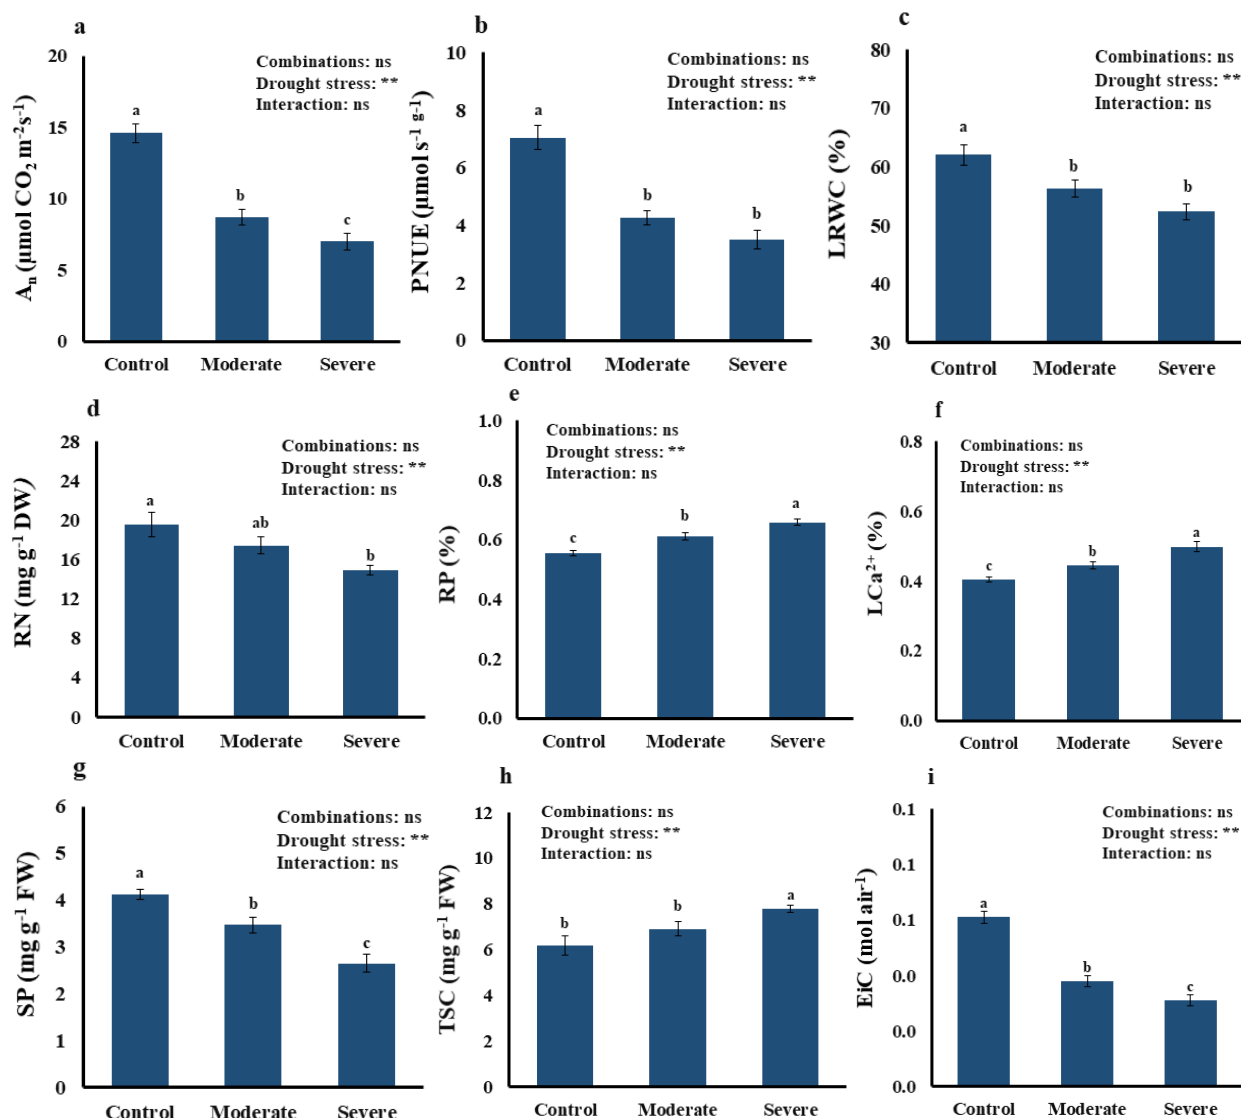 a
20
15
10
5
0
Aₙ (µmol CO₂ m⁻²s⁻¹)
Combinations: ns
Drought stress: **
Interaction: ns
a
b
c
Control Moderate Severe
b
10
8
6
4
2
0
PNUE (µmol s⁻¹ g⁻¹)
Combinations: ns
Drought stress: **
Interaction: ns
a
b
b
Control Moderate Severe
c
80
70
60
50
40
30
LRWC (%)
Combinations: ns
Drought stress: **
Interaction: ns
a
b
b
Control Moderate Severe
d
28
24
20
16
12
8
4
0
RN (mg g⁻¹ DW)
Combinations: ns
Drought stress: **
Interaction: ns
a
ab
b
Control Moderate Severe
e
1.0
0.8
0.6
0.4
0.2
0.0
RP (%)
Combinations: ns
Drought stress: **
Interaction: ns
c
b
a
Control Moderate Severe
f
0.8
0.6
0.4
0.2
0.0
LCa²⁺ (%)
Combinations: ns
Drought stress: **
Interaction: ns
c
b
a
Control Moderate Severe
g
6
5
4
3
2
1
0
SP (mg g⁻¹ FW)
Combinations: ns
Drought stress: **
Interaction: ns
a
b
c
Control Moderate Severe
h
12
10
8
6
4
2
0
TSC (mg g⁻¹ FW)
Combinations: ns
Drought stress: **
Interaction: ns
b
b
a
Control Moderate Severe
i
0.1
0.1
0.1
0.0
0.0
0.0
EiC (mol air⁻¹)
Combinations: ns
Drought stress: **
Interaction: ns
a
b
c
Control Moderate Severe